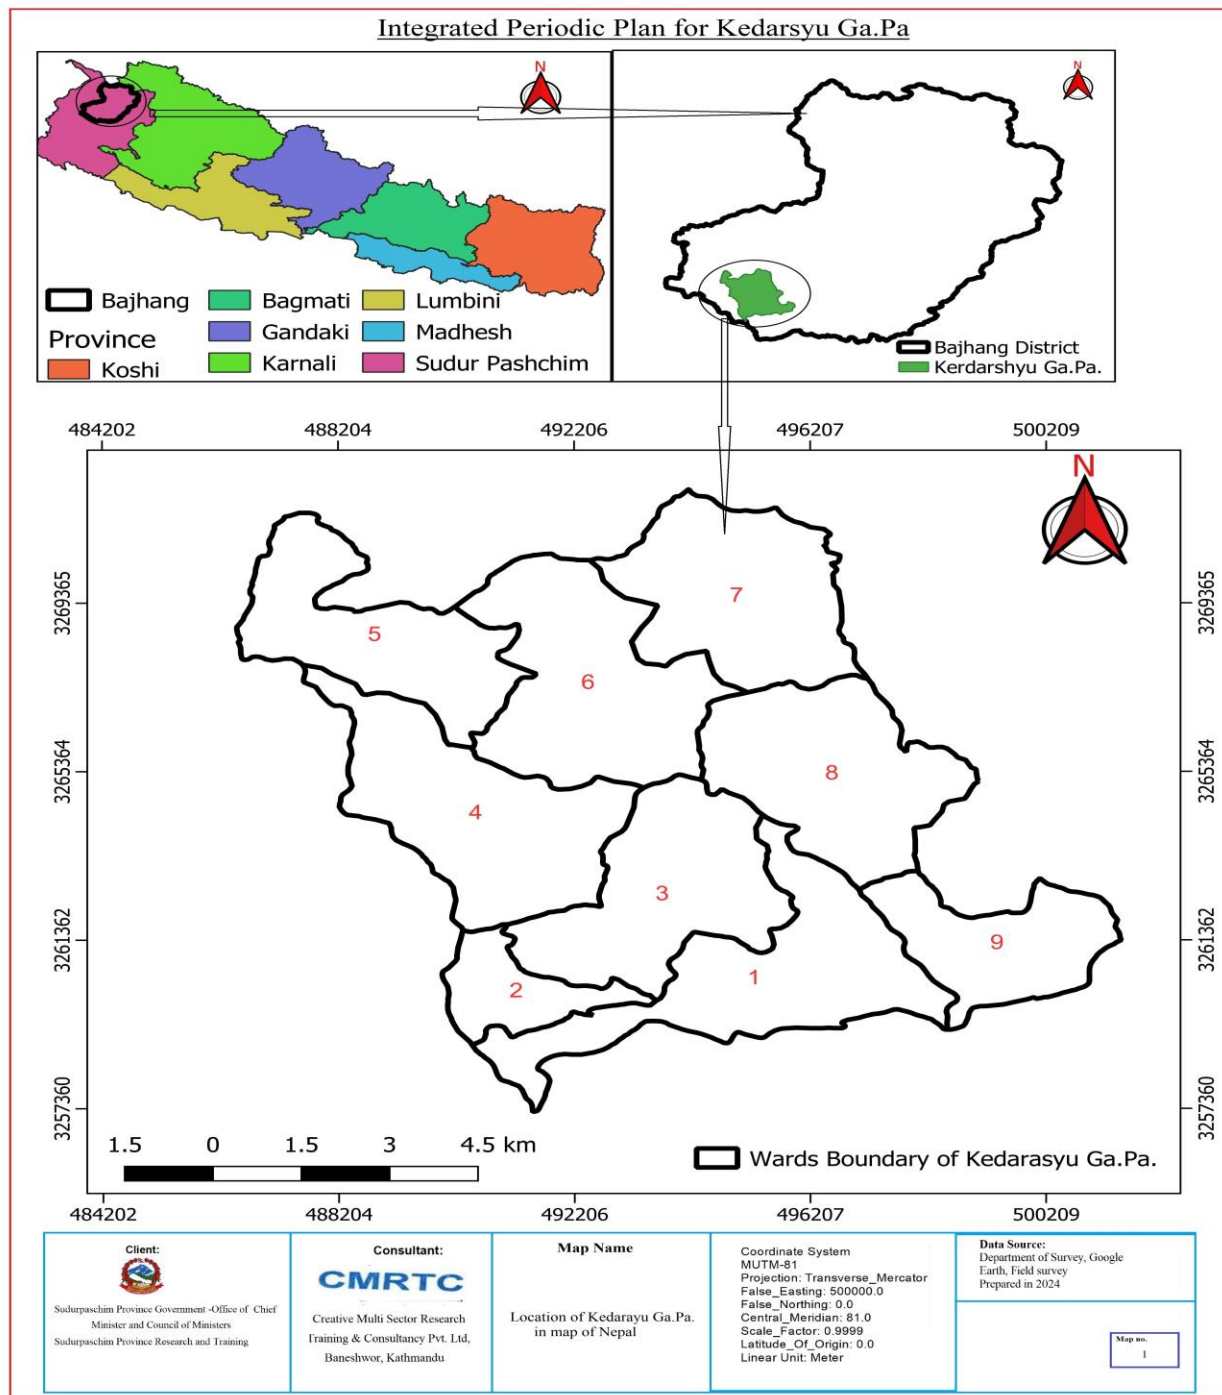 Integrated Periodic Plan for Kedarsyu Ga.Pa
N
N
Bajhang
Province
Koshi
Bagmati
Gandaki
Karnali
Lumbini
Madhesh
Sudur Pashchim
Bajhang District
Kerdarshyu Ga.Pa.
484202 488204 492206 496207 500209
N
3269365 3269365
3265364 3265364
3261362 3261362
3257360 3257360
7
5
6
8
4
3
9
1
2
1.5 0 1.5 3 4.5 km
Wards Boundary of Kedarasyu Ga.Pa.
484202 488204 492206 496207 500209
Client:
Sudurpaschim Province Government -Office of Chief
Minister and Council of Ministers
Sudurpaschim Province Research and Training
Consultant:
CMRTC
Creative Multi Sector Research
Training & Consultancy Pvt. Ltd,
Baneshwor, Kathmandu
Map Name
Location of Kedarayu Ga.Pa.
in map of Nepal
Coordinate System
MUTM-81
Projection: Transverse_Mercator
False_Easting: 500000.0
False_Northing: 0.0
Central_Meridian: 81.0
Scale_Factor: 0.9999
Latitude_Of_Origin: 0.0
Linear Unit: Meter
Data Source:
Department of Survey, Google
Earth, Field survey
Prepared in 2024
Map no.
1